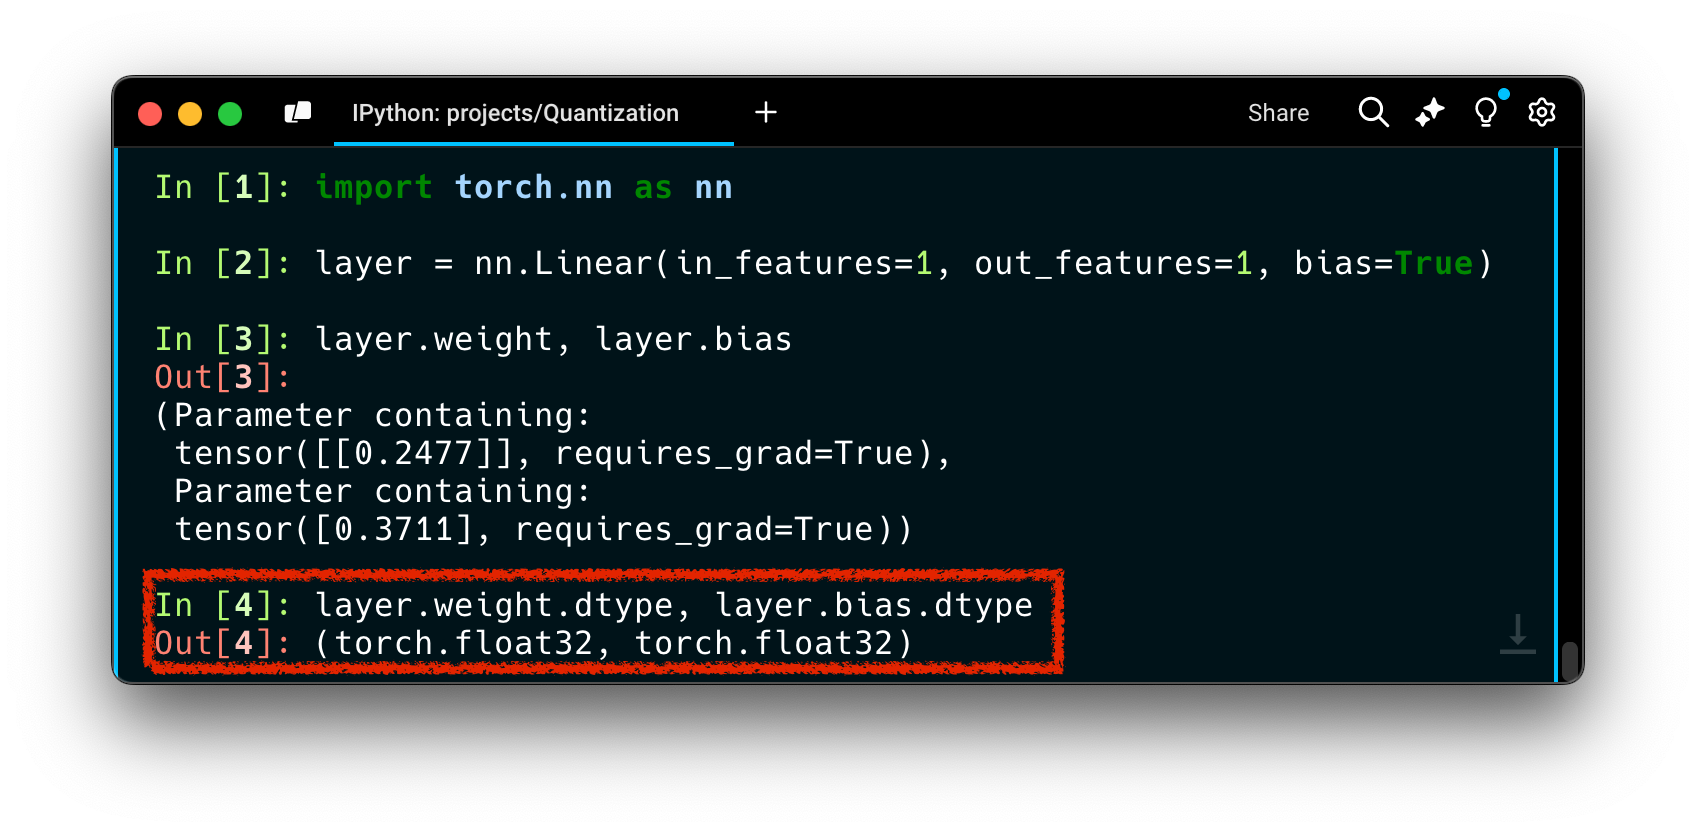 IPython: projects/Quantization
Share
In [1]: import torch.nn as nn
In [2]: layer = nn.Linear(in_features=1, out_features=1, bias=True)
In [3]: layer.weight, layer.bias
Out[3]:
(Parameter containing:
 tensor([[0.2477]], requires_grad=True),
 Parameter containing:
 tensor([0.3711], requires_grad=True))
In [4]: layer.weight.dtype, layer.bias.dtype
Out[4]: (torch.float32, torch.float32)